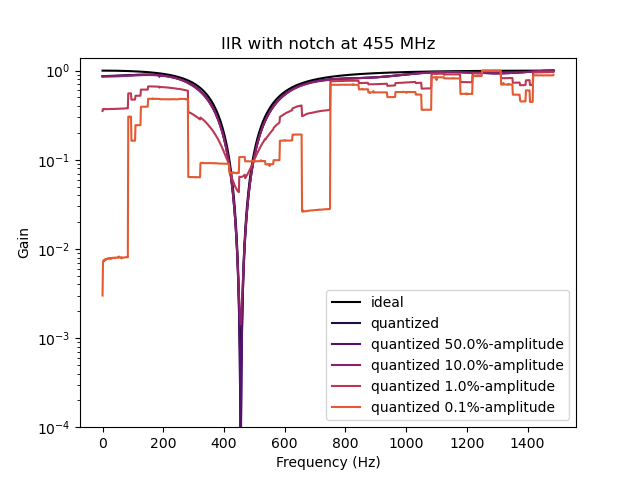 IIR with notch at 455 MHz
Gain
10⁰
10⁻¹
10⁻²
10⁻³
10⁻⁴
ideal
quantized
quantized 50.0%-amplitude
quantized 10.0%-amplitude
quantized 1.0%-amplitude
quantized 0.1%-amplitude
0 200 400 600 800 1000 1200 1400
Frequency (Hz)